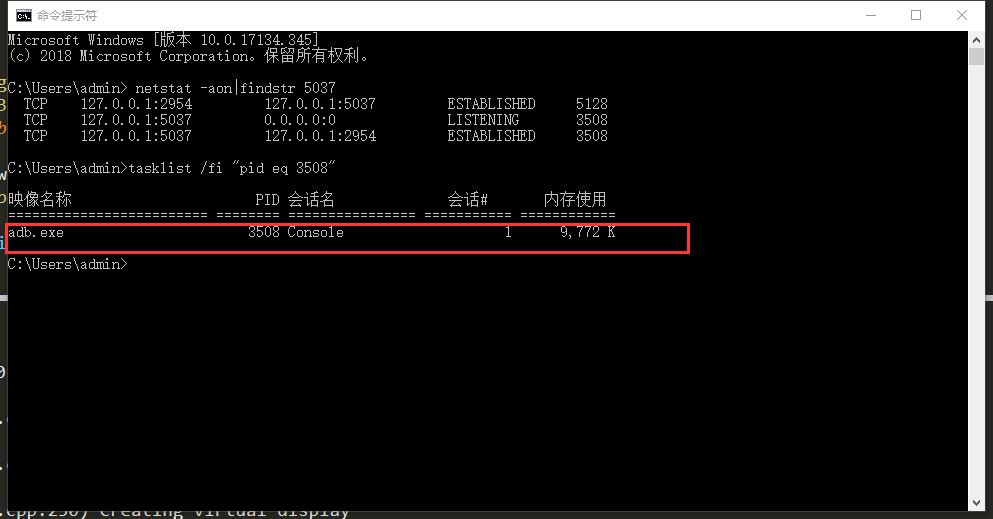 命令提示符
Microsoft Windows [版本 10.0.17134.345]
(c) 2018 Microsoft Corporation。保留所有权利。
C:\Users\admin> netstat -aon|findstr 5037
TCP 127.0.0.1:2954 127.0.0.1:5037 ESTABLISHED 5128
TCP 127.0.0.1:5037 0.0.0.0:0 LISTENING 3508
TCP 127.0.0.1:5037 127.0.0.1:2954 ESTABLISHED 3508
C:\Users\admin>tasklist /fi "pid eq 3508"
映像名称 PID 会话名 会话# 内存使用
========================= ======== ================ =========== ============
adb.exe 3508 Console 1 9,772 K
C:\Users\admin>